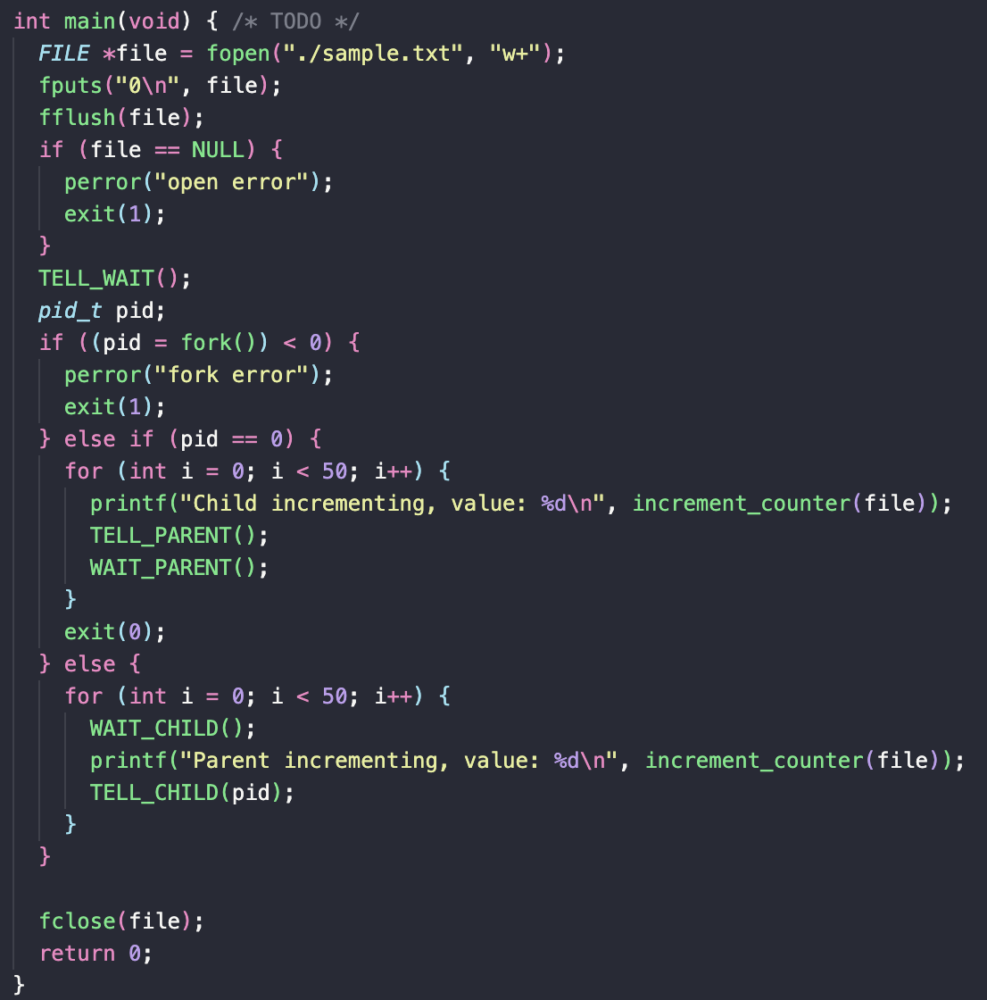 int main(void) { /* TODO */
  FILE *file = fopen("./sample.txt", "w+");
  fputs("0\n", file);
  fflush(file);
  if (file == NULL) {
    perror("open error");
    exit(1);
  }
  TELL_WAIT();
  pid_t pid;
  if ((pid = fork()) < 0) {
    perror("fork error");
    exit(1);
  } else if (pid == 0) {
    for (int i = 0; i < 50; i++) {
      printf("Child incrementing, value: %d\n", increment_counter(file));
      TELL_PARENT();
      WAIT_PARENT();
    }
    exit(0);
  } else {
    for (int i = 0; i < 50; i++) {
      WAIT_CHILD();
      printf("Parent incrementing, value: %d\n", increment_counter(file));
      TELL_CHILD(pid);
    }
  }

  fclose(file);
  return 0;
}